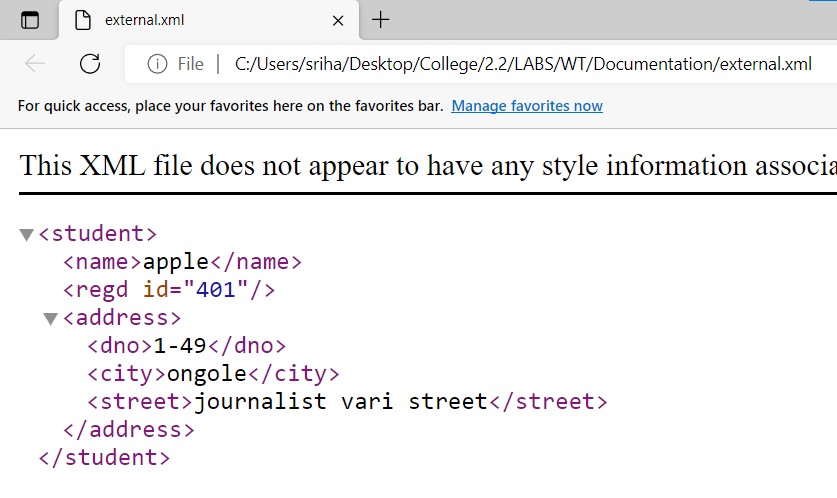 external.xml
File | C:/Users/sriha/Desktop/College/2.2/LABS/WT/Documentation/external.xml
For quick access, place your favorites here on the favorites bar. Manage favorites now
This XML file does not appear to have any style information
<student>
<name>apple</name>
<regd id="401"/>
<address>
<dno>1-49</dno>
<city>ongole</city>
<street>journalist vari street</street>
</address>
</student>